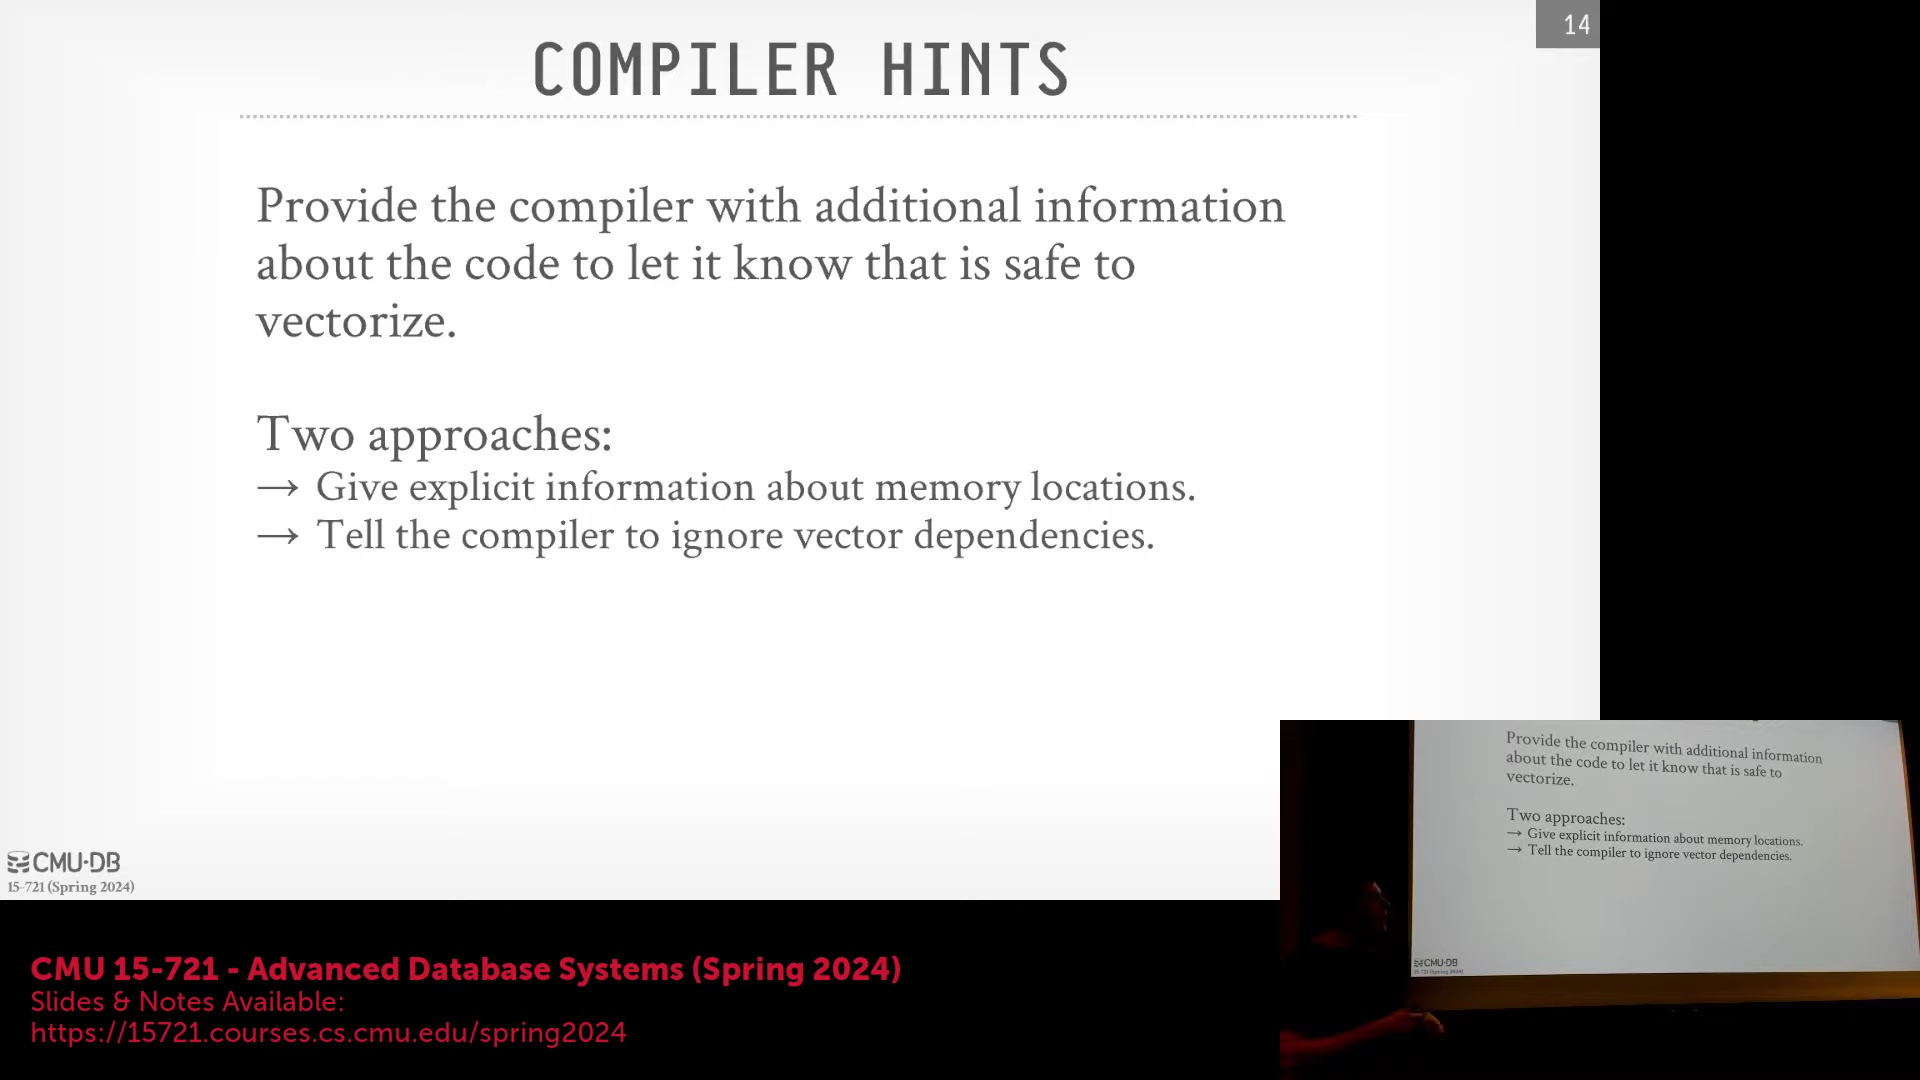 14
COMPILER HINTS
Provide the compiler with additional information
about the code to let it know that is safe to
vectorize.
Two approaches:
→ Give explicit information about memory locations.
→ Tell the compiler to ignore vector dependencies.
CMU·DB
15-721 (Spring 2024)
Provide the compiler with additional information
about the code to let it know that is safe to
vectorize.
Two approaches:
→ Give explicit information about memory locations.
→ Tell the compiler to ignore vector dependencies.
CMU·DB
15-721 (Spring 2024)
CMU 15-721 - Advanced Database Systems (Spring 2024)
Slides & Notes Available:
https://15721.courses.cs.cmu.edu/spring2024